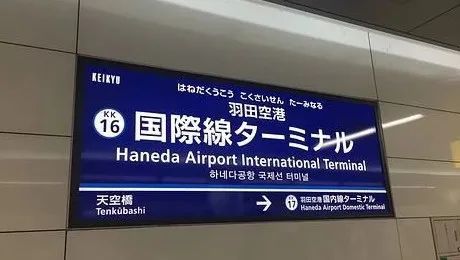 KEIKYU
はねだくうこう こくさいせん たーみなる
羽田空港
KK
16
国際線ターミナル
Haneda Airport International Terminal
하네다공항 국제선 터미널
天空橋
Tenkūbashi
→
KK
17
羽田空港 国内線ターミナル
Haneda Airport Domestic Terminal